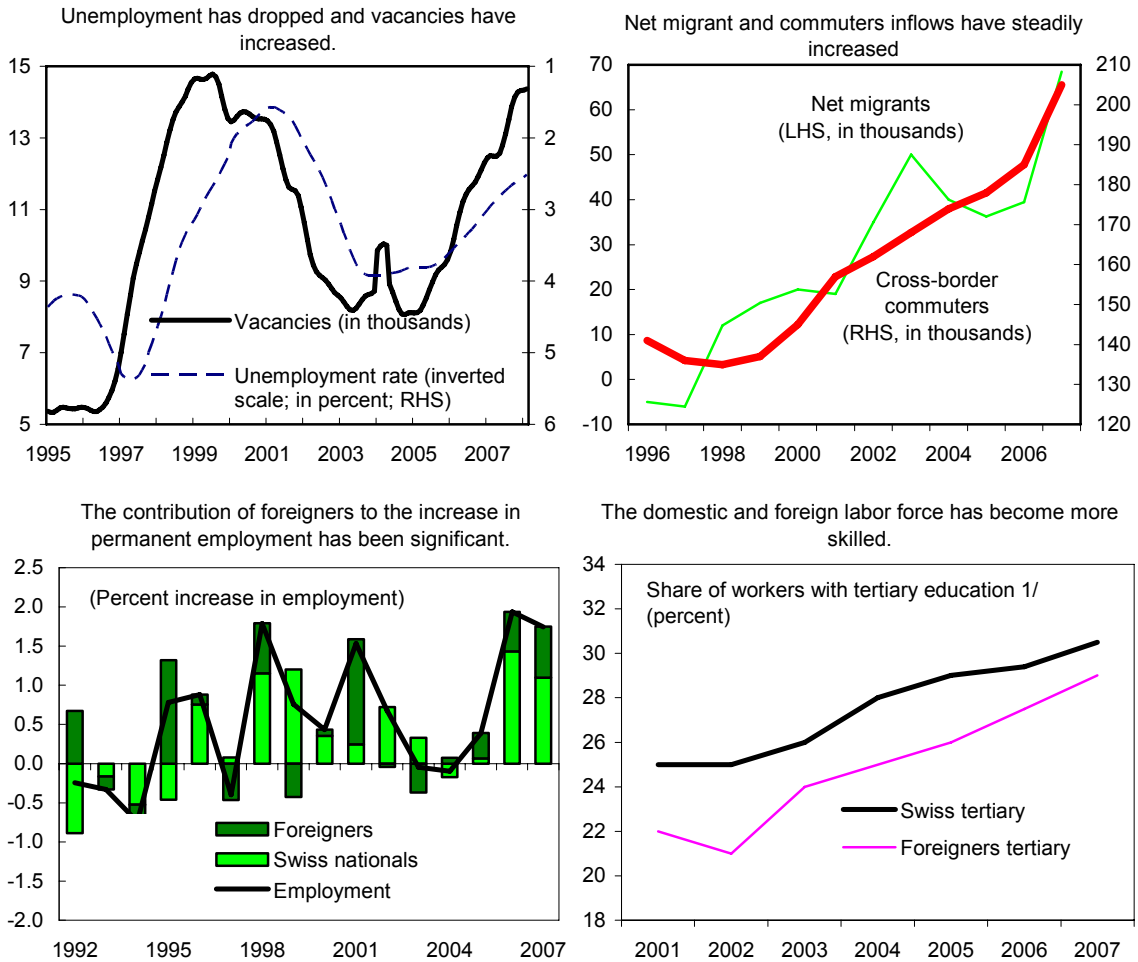 Unemployment has dropped and vacancies have
increased.
15
13
11
9
7
5
1
2
3
4
5
6
Vacancies (in thousands)
Unemployment rate (inverted
scale; in percent; RHS)
1995 1997 1999 2001 2003 2005 2007
Net migrant and commuters inflows have steadily
increased
70
60
50
40
30
20
10
0
-10
210
200
190
180
170
160
150
140
130
120
Net migrants
(LHS, in thousands)
Cross-border
commuters
(RHS, in thousands)
1996 1998 2000 2002 2004 2006
The contribution of foreigners to the increase in
permanent employment has been significant.
2.5
2.0
1.5
1.0
0.5
0.0
-0.5
-1.0
-1.5
-2.0
(Percent increase in employment)
Foreigners
Swiss nationals
Employment
1992 1995 1998 2001 2004 2007
The domestic and foreign labor force has become more
skilled.
34
32
30
28
26
24
22
20
18
Share of workers with tertiary education 1/
(percent)
Swiss tertiary
Foreigners tertiary
2001 2002 2003 2004 2005 2006 2007